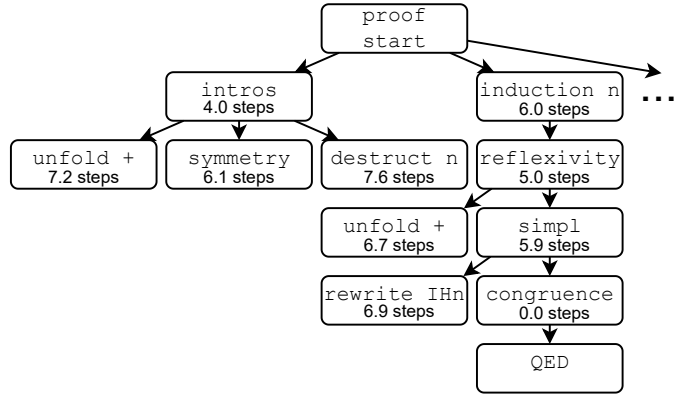 proof
start
intros
4.0 steps
induction n
6.0 steps
...
unfold +
7.2 steps
symmetry
6.1 steps
destruct n
7.6 steps
reflexivity
5.0 steps
unfold +
6.7 steps
simpl
5.9 steps
rewrite IHn
6.9 steps
congruence
0.0 steps
QED